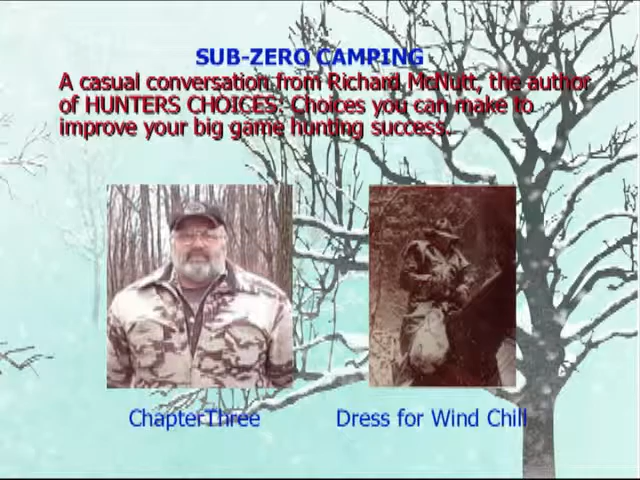 SUB-ZERO CAMPING
A casual conversation from Richard McNutt, the author
of HUNTERS CHOICES: Choices you can make to
improve your big game hunting success.
ChapterThree
Dress for Wind Chill